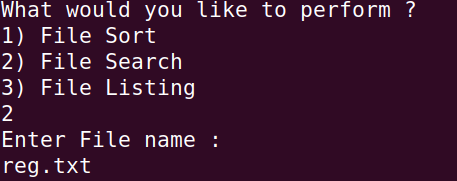 What would you like to perform ?
1) File Sort
2) File Search
3) File Listing
2
Enter File name :
reg.txt